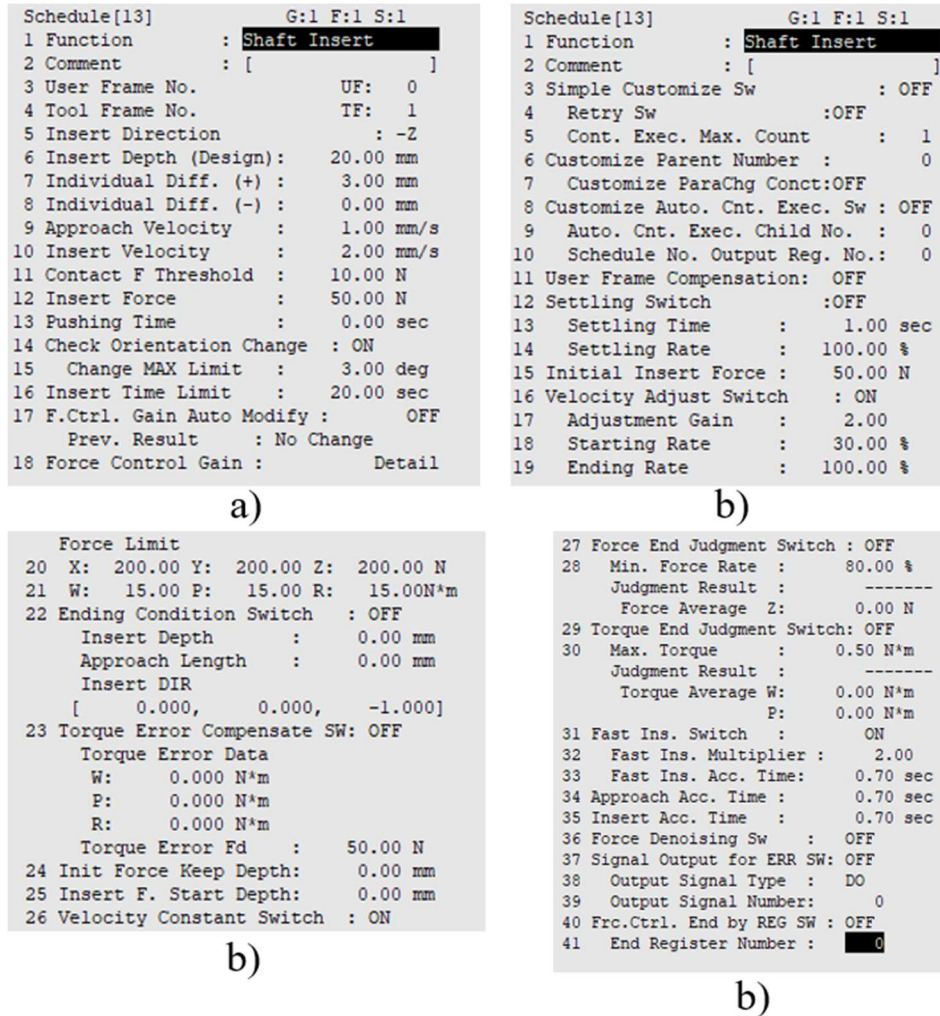 Schedule[13] G:1 F:1 S:1
1 Function : Shaft Insert
2 Comment : [ ]
3 User Frame No. UF: 0
4 Tool Frame No. TF: 1
5 Insert Direction : -Z
6 Insert Depth (Design): 20.00 mm
7 Individual Diff. (+) : 3.00 mm
8 Individual Diff. (-) : 0.00 mm
9 Approach Velocity : 1.00 mm/s
10 Insert Velocity : 2.00 mm/s
11 Contact F Threshold : 10.00 N
12 Insert Force : 50.00 N
13 Pushing Time : 0.00 sec
14 Check Orientation Change : ON
15 Change MAX Limit : 3.00 deg
16 Insert Time Limit : 20.00 sec
17 F.Ctrl. Gain Auto Modify : OFF
Prev. Result : No Change
18 Force Control Gain : Detail
a)
Schedule[13] G:1 F:1 S:1
1 Function : Shaft Insert
2 Comment : [ ]
3 Simple Customize Sw : OFF
4 Retry Sw :OFF
5 Cont. Exec. Max. Count : 1
6 Customize Parent Number : 0
7 Customize ParaChg Conct:OFF
8 Customize Auto. Cnt. Exec. Sw : OFF
9 Auto. Cnt. Exec. Child No. : 0
10 Schedule No. Output Reg. No.: 0
11 User Frame Compensation: OFF
12 Settling Switch :OFF
13 Settling Time : 1.00 sec
14 Settling Rate : 100.00 %
15 Initial Insert Force : 50.00 N
16 Velocity Adjust Switch : ON
17 Adjustment Gain : 2.00
18 Starting Rate : 30.00 %
19 Ending Rate : 100.00 %
b)
Force Limit
20 X: 200.00 Y: 200.00 Z: 200.00 N
21 W: 15.00 P: 15.00 R: 15.00N*m
22 Ending Condition Switch : OFF
Insert Depth : 0.00 mm
Approach Length : 0.00 mm
Insert DIR
[ 0.000, 0.000, -1.000]
23 Torque Error Compensate SW: OFF
Torque Error Data
W: 0.000 N*m
P: 0.000 N*m
R: 0.000 N*m
Torque Error Fd : 50.00 N
24 Init Force Keep Depth: 0.00 mm
25 Insert F. Start Depth: 0.00 mm
26 Velocity Constant Switch : ON
b)
27 Force End Judgment Switch : OFF
28 Min. Force Rate : 80.00 %
Judgment Result : -------
Force Average Z: 0.00 N
29 Torque End Judgment Switch: OFF
30 Max. Torque : 0.50 N*m
Judgment Result : -------
Torque Average W: 0.00 N*m
P: 0.00 N*m
31 Fast Ins. Switch : ON
32 Fast Ins. Multiplier : 2.00
33 Fast Ins. Acc. Time: 0.70 sec
34 Approach Acc. Time : 0.70 sec
35 Insert Acc. Time : 0.70 sec
36 Force Denoising Sw : OFF
37 Signal Output for ERR SW: OFF
38 Output Signal Type : DO
39 Output Signal Number: 0
40 Frc.Ctrl. End by REG SW : OFF
41 End Register Number : 0
b)